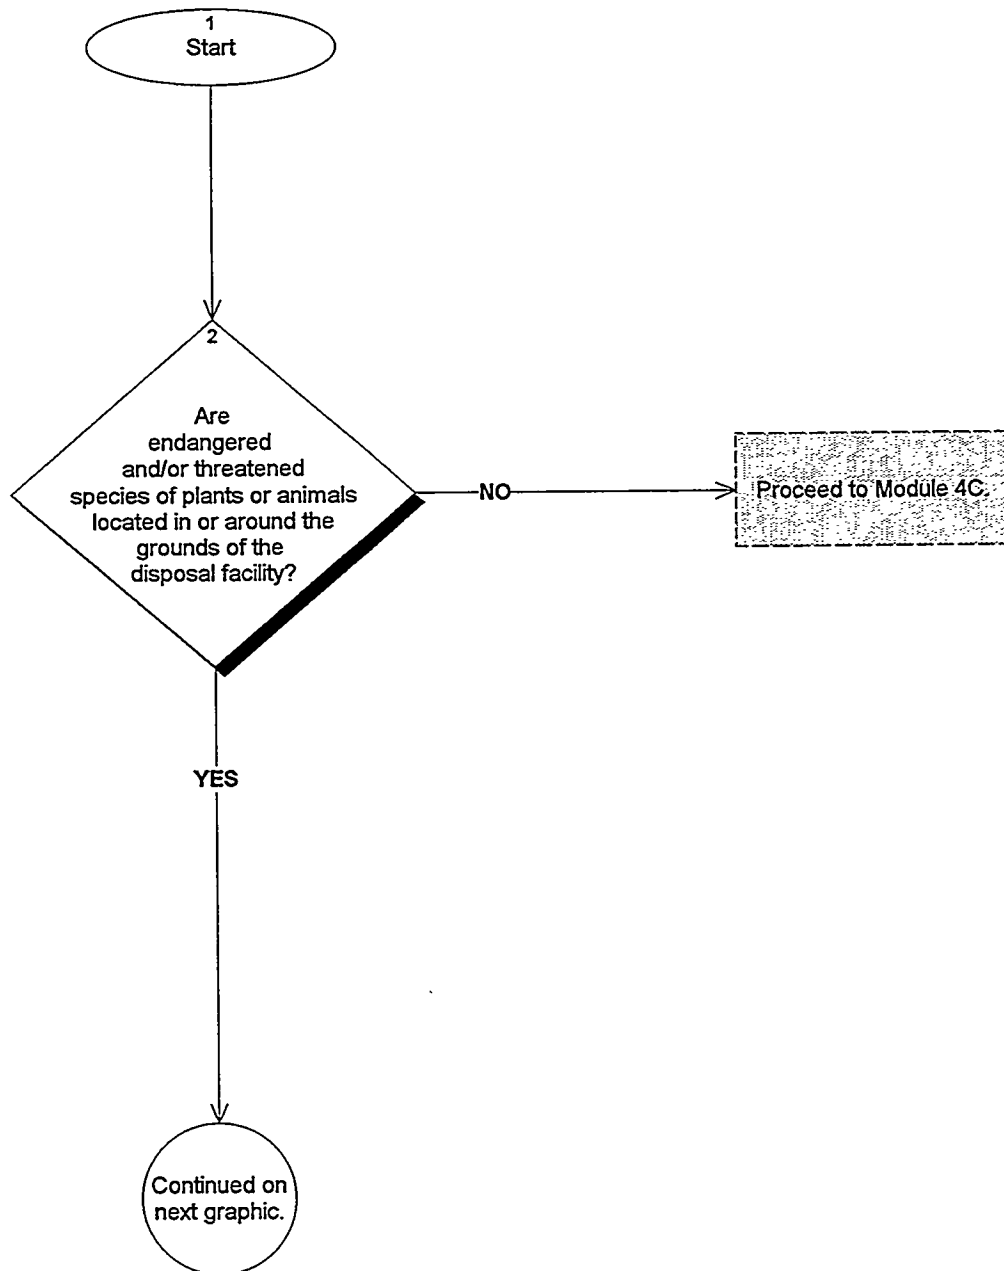 1
Start
2
Are
endangered
and/or threatened
species of plants or animals
located in or around the
grounds of the
disposal facility?
NO
Proceed to Module 4C.
YES
Continued on
next graphic.